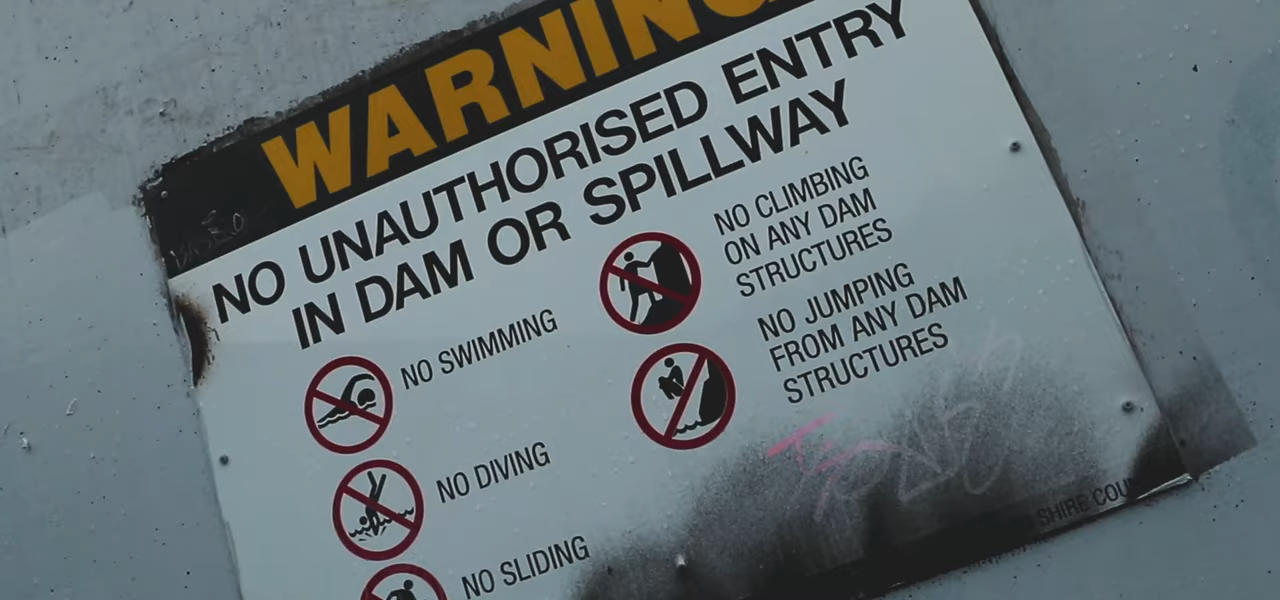 WARNING
NO UNAUTHORISED ENTRY
IN DAM OR SPILLWAY
NO SWIMMING
NO DIVING
NO SLIDING
NO CLIMBING
ON ANY DAM
STRUCTURES
NO JUMPING
FROM ANY DAM
STRUCTURES
SHIRE COU